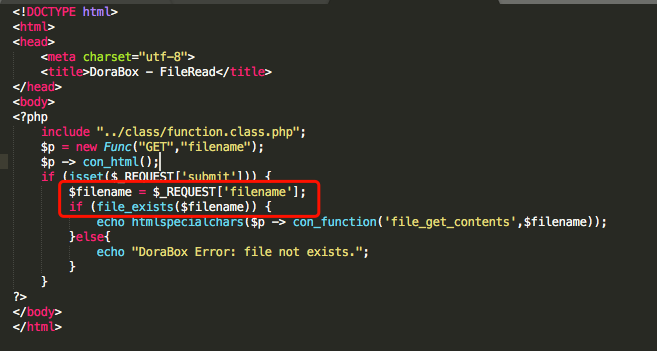 <!DOCTYPE html>
<html>
<head>
    <meta charset="utf-8">
    <title>DoraBox - FileRead</title>
</head>
<body>
<?php
    include "../class/function.class.php";
    $p = new Func("GET","filename");
    $p -> con_html();
    if (isset($_REQUEST['submit'])) {
        $filename = $_REQUEST['filename'];
        if (file_exists($filename)) {
            echo htmlspecialchars($p -> con_function('file_get_contents',$filename));
        }else{
            echo "DoraBox Error: file not exists.";
        }
    }
?>
</body>
</html>